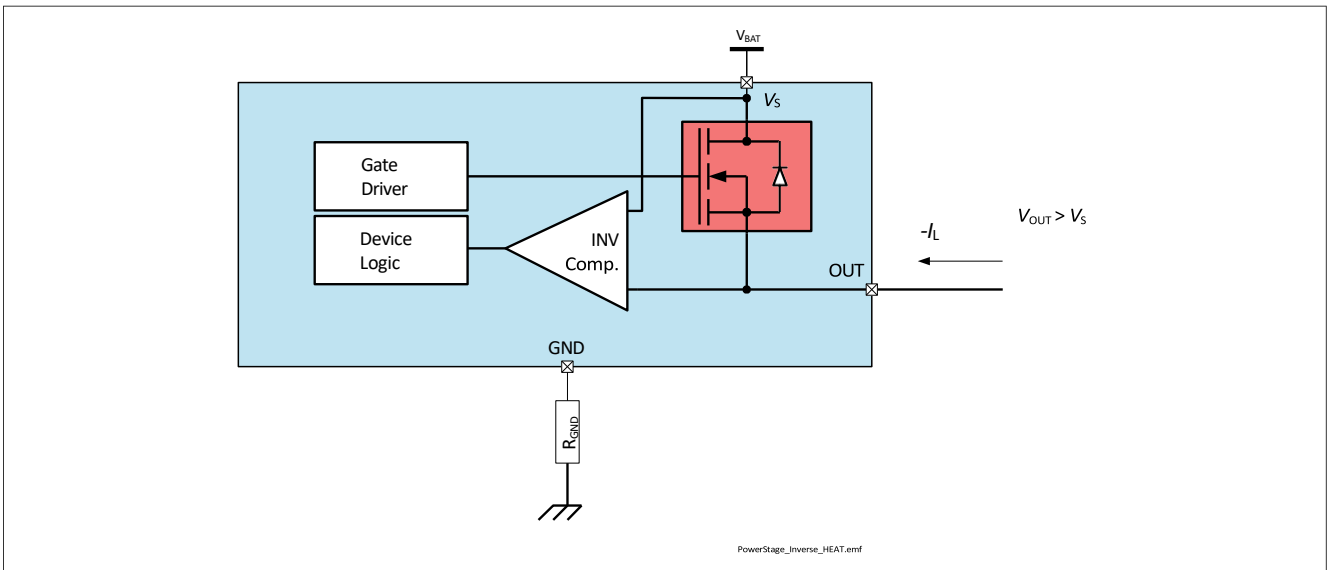 VBAT
VS
Gate
Driver
Device
Logic
INV
Comp.
VOUT > VS
-IL
OUT
GND
RGND
PowerStage_Inverse_HEAT.emf